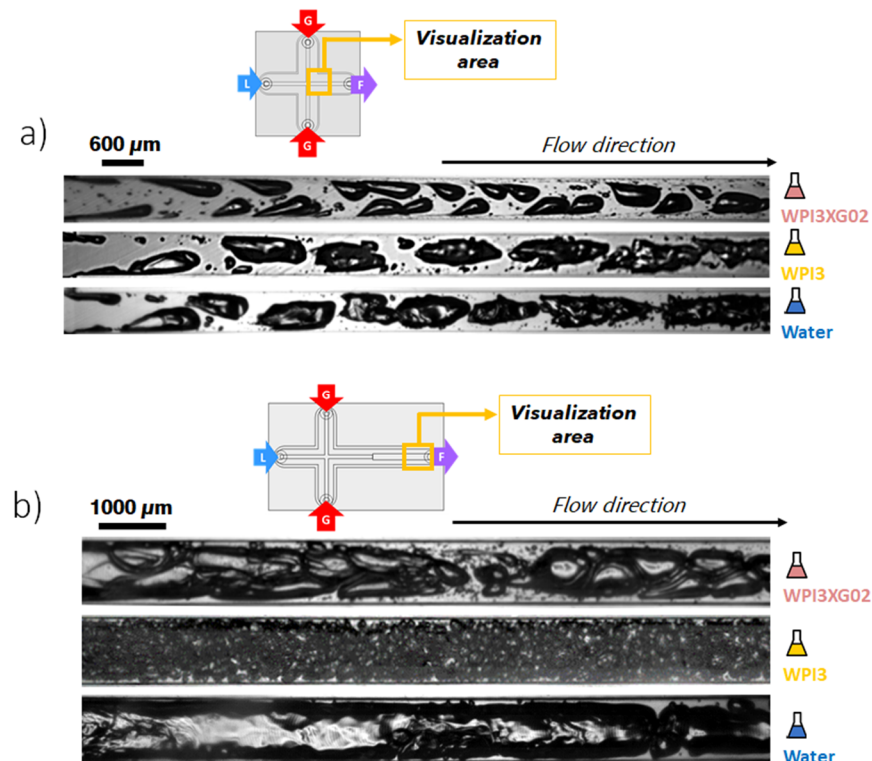 G
Visualization
area
L
F
G
a)
600 µm
Flow direction
WPI3XG02
WPI3
Water
G
Visualization
area
L
F
G
b)
1000 µm
Flow direction
WPI3XG02
WPI3
Water